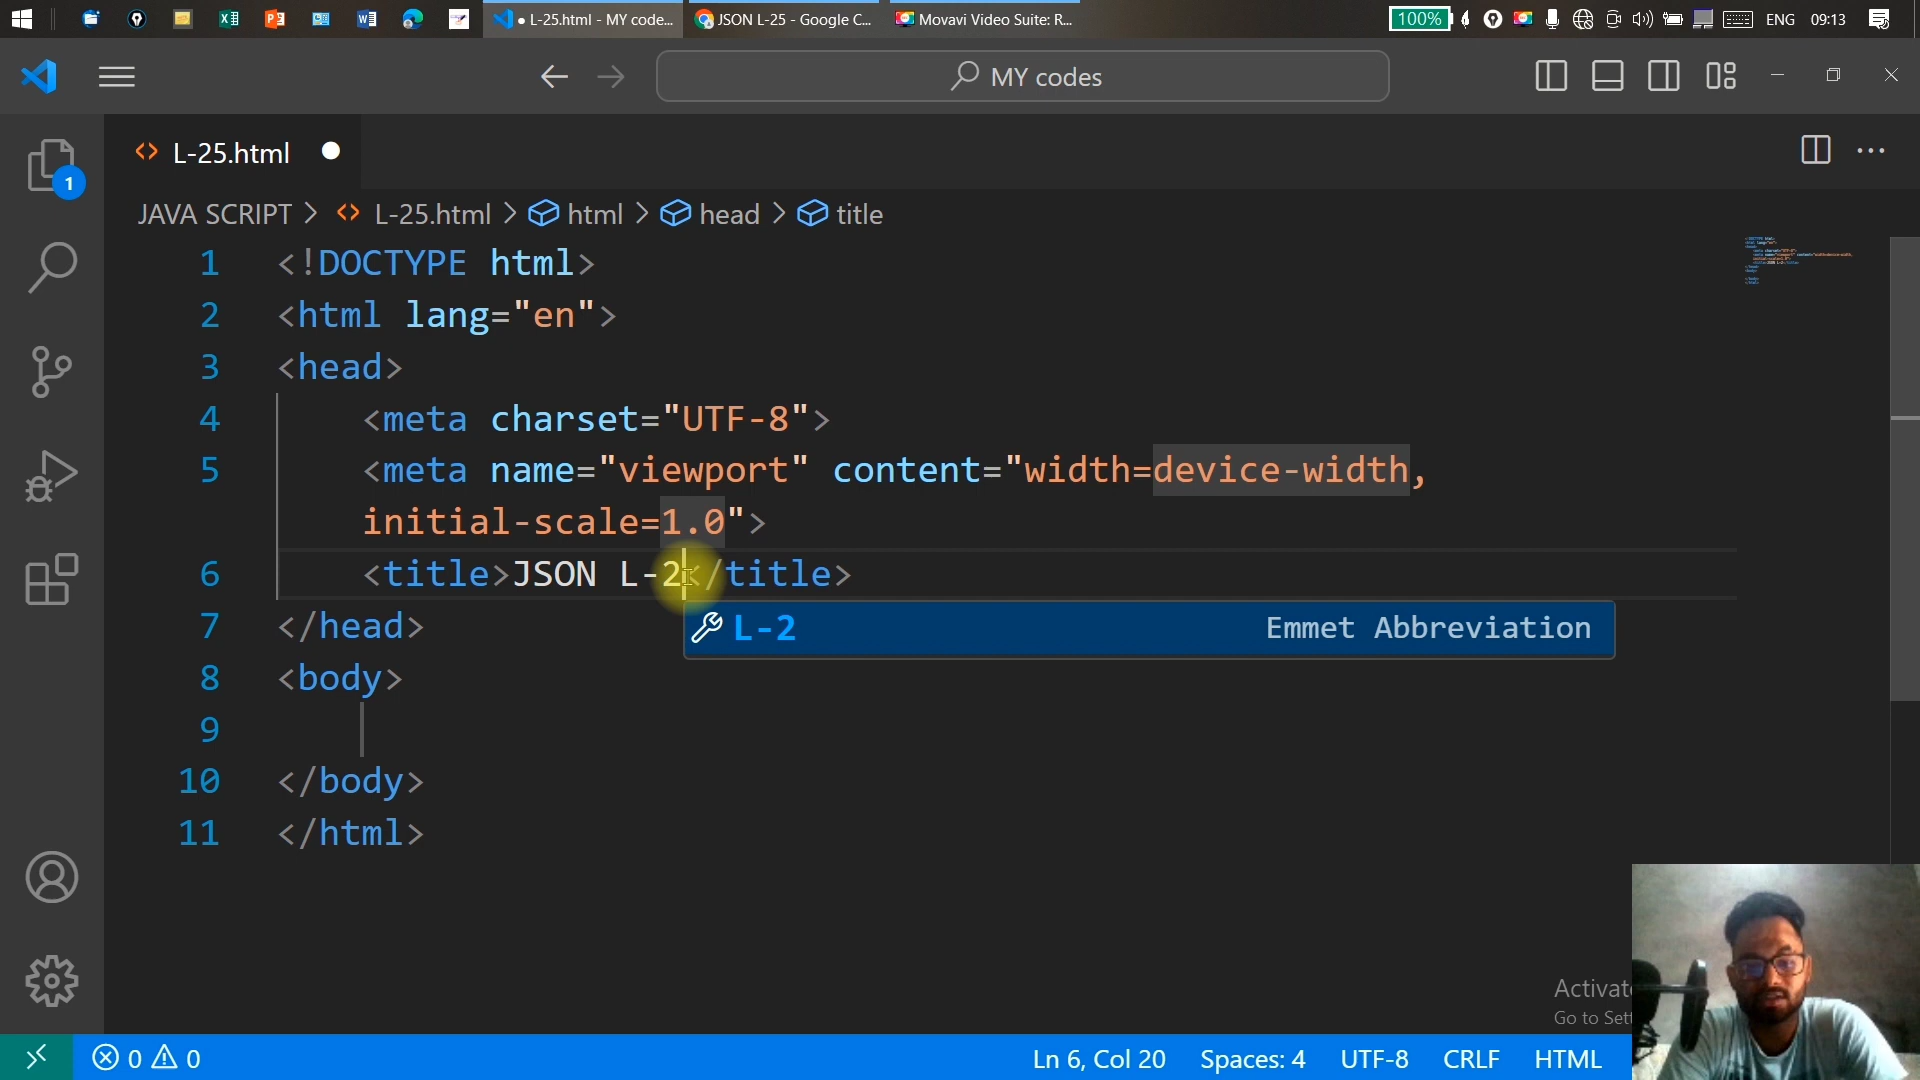 L-25.html - MY code...
JSON L-25 - Google C...
Movavi Video Suite: R...
100%
ENG
09:13
MY codes
L-25.html
1
JAVA SCRIPT > L-25.html > html > head > title
1 <!DOCTYPE html>
2 <html lang="en">
3 <head>
4 <meta charset="UTF-8">
5 <meta name="viewport" content="width=device-width,
initial-scale=1.0">
6 <title>JSON L-2</title>
L-2 Emmet Abbreviation
7 </head>
8 <body>
9
10 </body>
11 </html>
Activat
Go to Set
0 0 Ln 6, Col 20 Spaces: 4 UTF-8 CRLF HTML